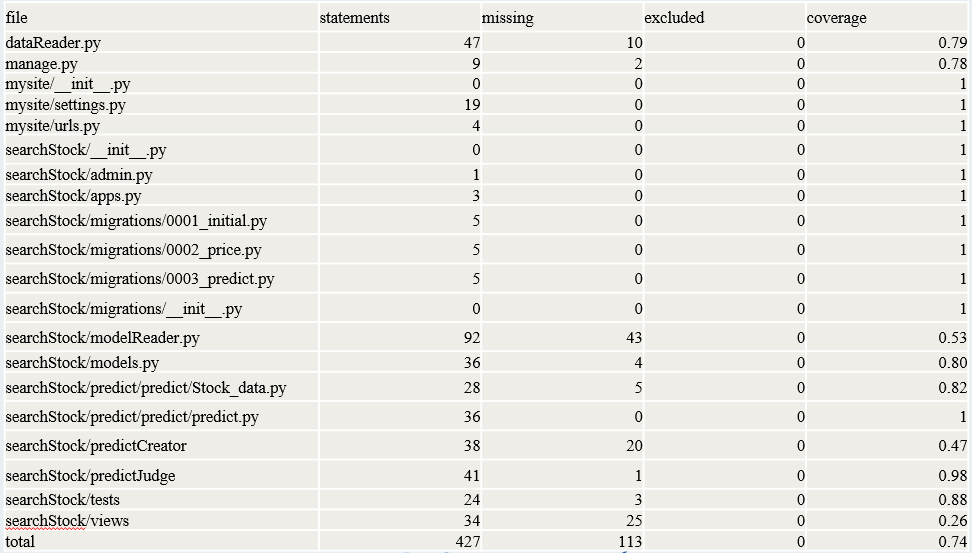 file statements missing excluded coverage
dataReader.py 47 10 0 0.79
manage.py 9 2 0 0.78
mysite/__init__.py 0 0 0 1
mysite/settings.py 19 0 0 1
mysite/urls.py 4 0 0 1
searchStock/__init__.py 0 0 0 1
searchStock/admin.py 1 0 0 1
searchStock/apps.py 3 0 0 1
searchStock/migrations/0001_initial.py 5 0 0 1
searchStock/migrations/0002_price.py 5 0 0 1
searchStock/migrations/0003_predict.py 5 0 0 1
searchStock/migrations/__init__.py 0 0 0 1
searchStock/modelReader.py 92 43 0 0.53
searchStock/models.py 36 4 0 0.80
searchStock/predict/predict/Stock_data.py 28 5 0 0.82
searchStock/predict/predict/predict.py 36 0 0 1
searchStock/predictCreator 38 20 0 0.47
searchStock/predictJudge 41 1 0 0.98
searchStock/tests 24 3 0 0.88
searchStock/views 34 25 0 0.26
total 427 113 0 0.74